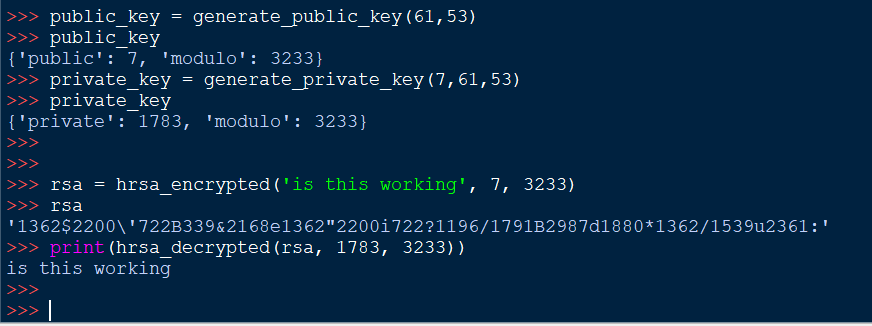 >>> public_key = generate_public_key(61,53)
>>> public_key
{'public': 7, 'modulo': 3233}
>>> private_key = generate_private_key(7,61,53)
>>> private_key
{'private': 1783, 'modulo': 3233}
>>>
>>>
>>> rsa = hrsa_encrypted('is this working', 7, 3233)
>>> rsa
'1362$2200\'722B339&2168e1362"2200i722?1196/1791B2987d1880*1362/1539u2361:'
>>> print(hrsa_decrypted(rsa, 1783, 3233))
is this working
>>>
>>>